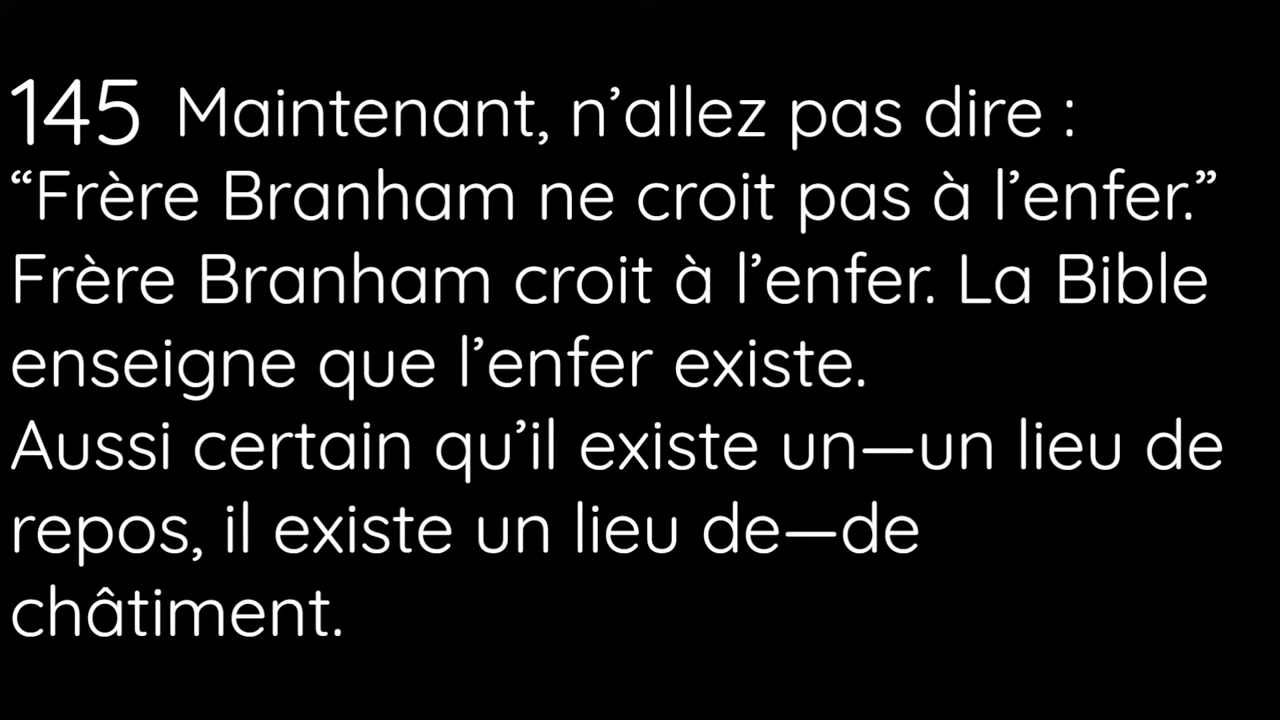 145 Maintenant, n’allez pas dire :
“Frère Branham ne croit pas à l’enfer.”
Frère Branham croit à l’enfer. La Bible
enseigne que l’enfer existe.
Aussi certain qu’il existe un—un lieu de
repos, il existe un lieu de—de
châtiment.